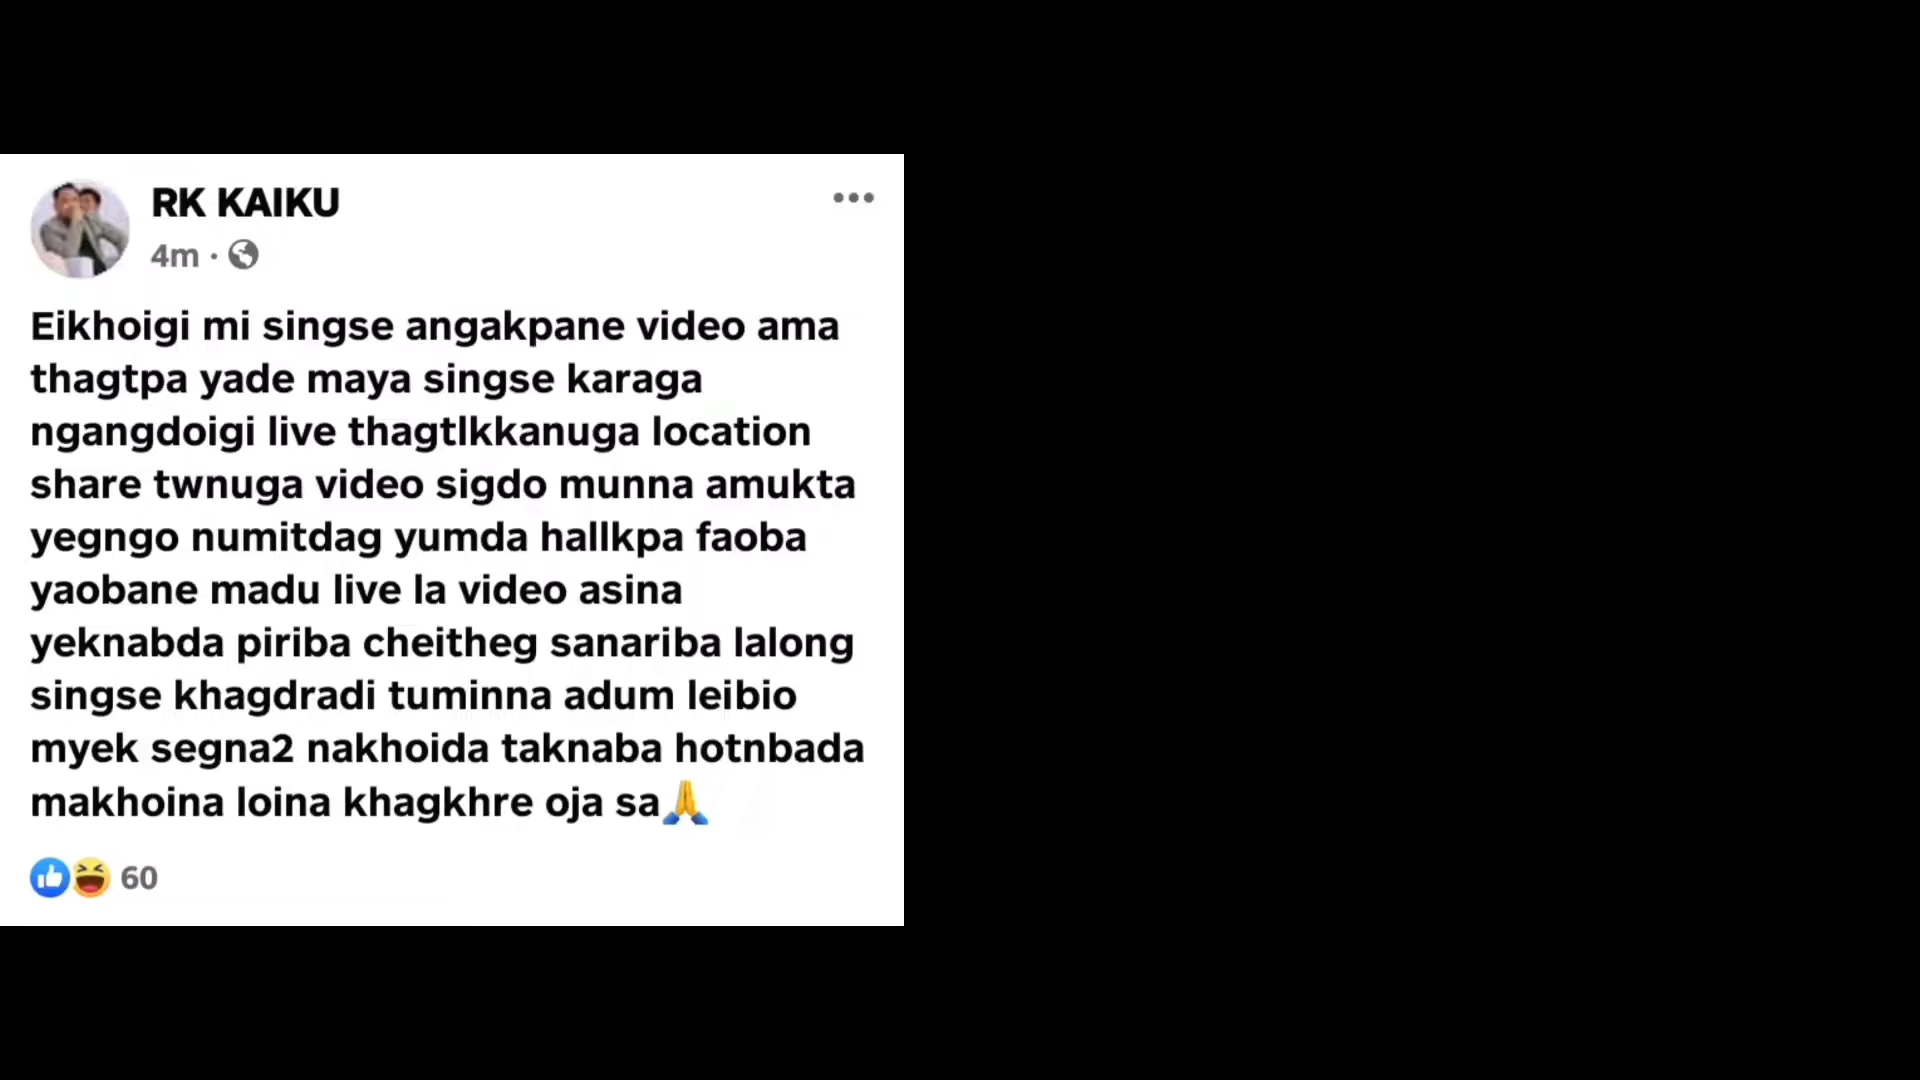 RK KAIKU
4m ·
Eikhoigi mi singse angakpane video ama
thagtpa yade maya singse karaga
ngangdoigi live thagtlkkanuga location
share twnuga video sigdo munna amukta
yegngo numitdag yumda hallkpa faoba
yaobane madu live la video asina
yeknabda piriba cheitheg sanariba lalong
singse khagdradi tuminna adum leibio
myek segna2 nakhoida taknaba hotnbada
makhoina loina khagkhre oja sa🙏
60